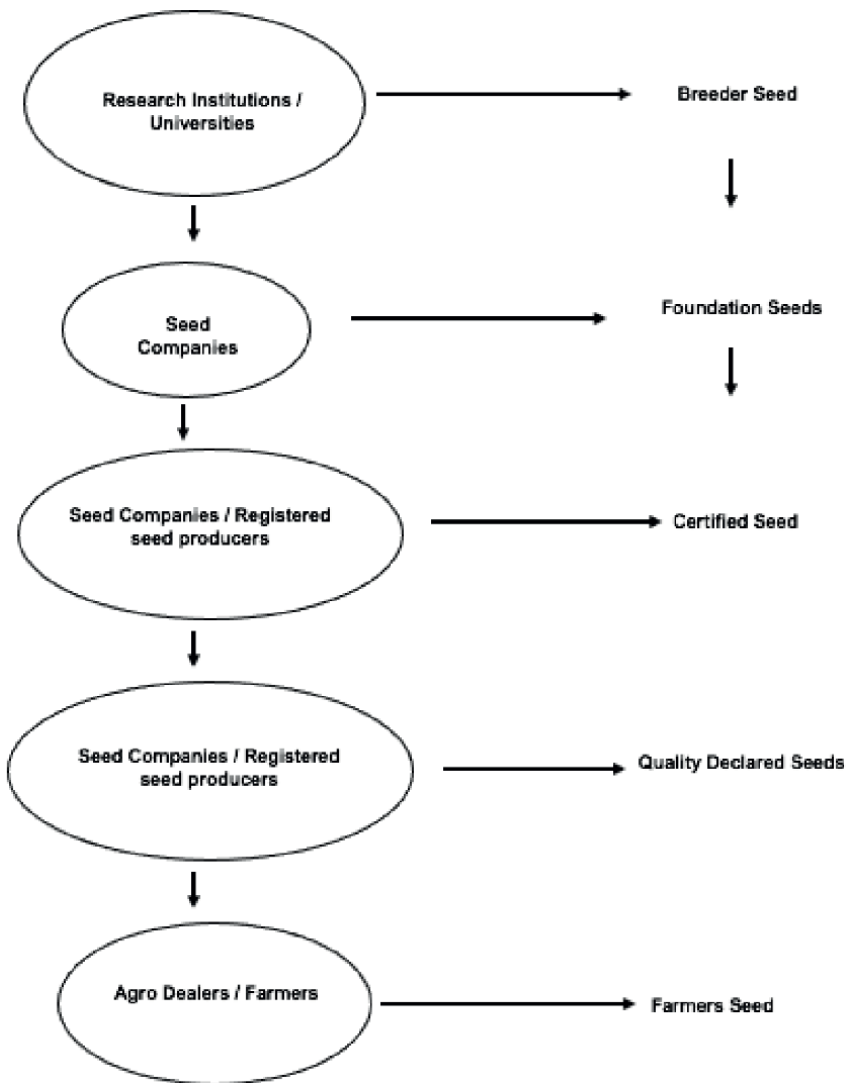 Research Institutions /
Universities
Breeder Seed
Seed
Companies
Foundation Seeds
Seed Companies / Registered
seed producers
Certified Seed
Seed Companies / Registered
seed producers
Quality Declared Seeds
Agro Dealers / Farmers
Farmers Seed